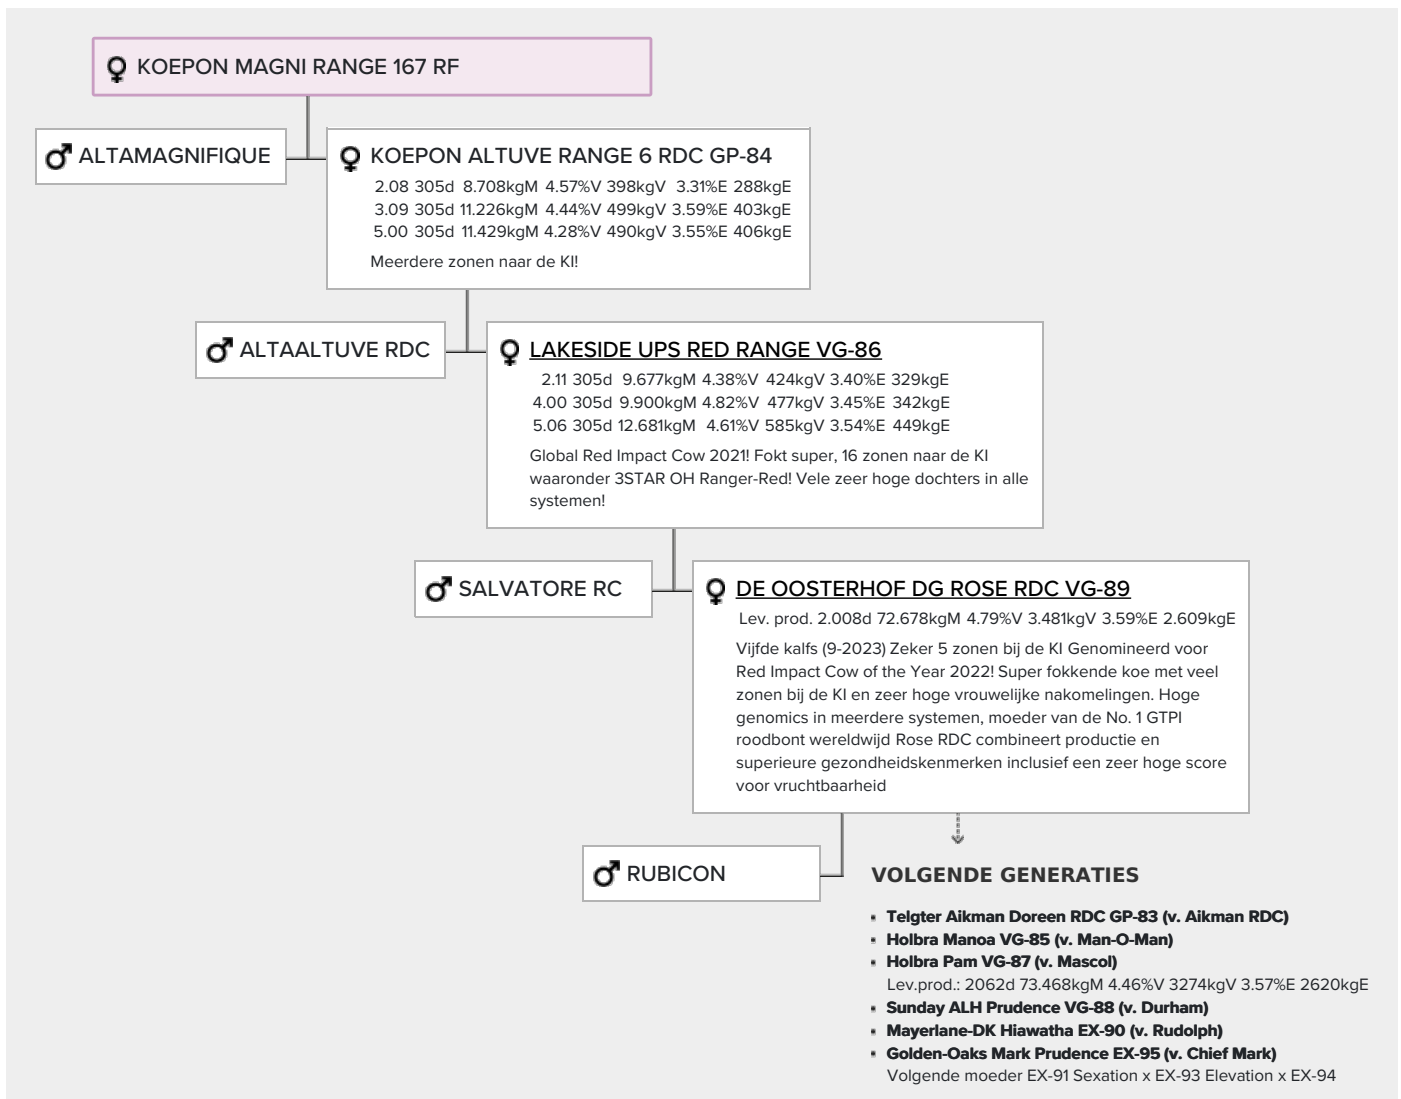 KOEPON MAGNI RANGE 167 RF
ALTAMAGNIFIQUE
KOEPON ALTUVE RANGE 6 RDC GP-84
2.08 305d 8.708kgM 4.57%V 398kgV 3.31%E 288kgE
3.09 305d 11.226kgM 4.44%V 499kgV 3.59%E 403kgE
5.00 305d 11.429kgM 4.28%V 490kgV 3.55%E 406kgE
Meerdere zonen naar de KI!
ALTAALTUVE RDC
LAKESIDE UPS RED RANGE VG-86
2.11 305d 9.677kgM 4.38%V 424kgV 3.40%E 329kgE
4.00 305d 9.900kgM 4.82%V 477kgV 3.45%E 342kgE
5.06 305d 12.681kgM 4.61%V 585kgV 3.54%E 449kgE
Global Red Impact Cow 2021! Fokt super, 16 zonen naar de KI
waaronder 3STAR OH Ranger-Red! Vele zeer hoge dochters in alle
systemen!
SALVATORE RC
DE OOSTERHOF DG ROSE RDC VG-89
Lev. prod. 2.008d 72.678kgM 4.79%V 3.481kgV 3.59%E 2.609kgE
Vijfde kalfs (9-2023) Zeker 5 zonen bij de KI Genomineerd voor
Red Impact Cow of the Year 2022! Super fokkende koe met veel
zonen bij de KI en zeer hoge vrouwelijke nakomelingen. Hoge
genomics in meerdere systemen, moeder van de No. 1 GTPI
roodbont wereldwijd Rose RDC combineert productie en
superieure gezondheidskenmerken inclusief een zeer hoge score
voor vruchtbaarheid
RUBICON
VOLGENDE GENERATIES
Telgter Aikman Doreen RDC GP-83 (v. Aikman RDC)
Holbra Manoa VG-85 (v. Man-O-Man)
Holbra Pam VG-87 (v. Mascol)
Lev.prod.: 2062d 73.468kgM 4.46%V 3274kgV 3.57%E 2620kgE
Sunday ALH Prudence VG-88 (v. Durham)
Mayerlane-DK Hiawatha EX-90 (v. Rudolph)
Golden-Oaks Mark Prudence EX-95 (v. Chief Mark)
Volgende moeder EX-91 Sexation x EX-93 Elevation x EX-94